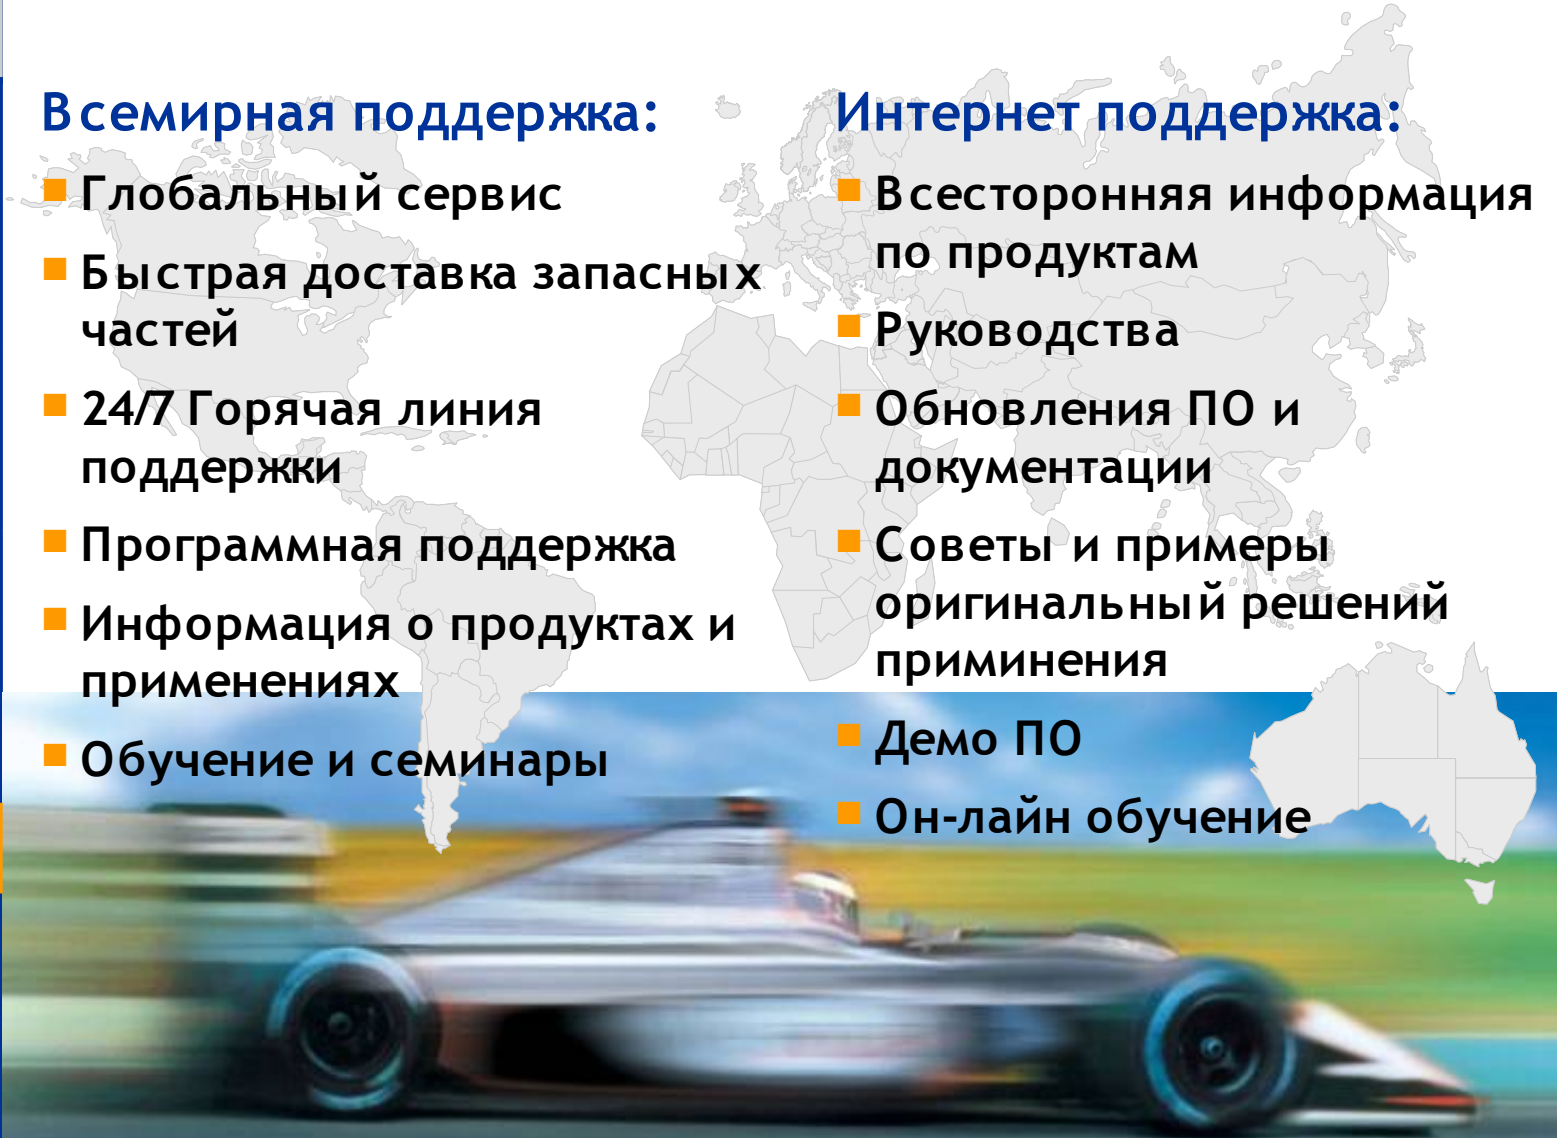 Всемирная поддержка:
Глобальный сервис
Быстрая доставка запасных
частей
24/7 Горячая линия
поддержки
Программная поддержка
Информация о продуктах и
применениях
Обучение и семинары
Интернет поддержка:
Всесторонняя информация
по продуктам
Руководства
Обновления ПО и
документации
Советы и примеры
оригинальный решений
приминения
Демо ПО
Он-лайн обучение